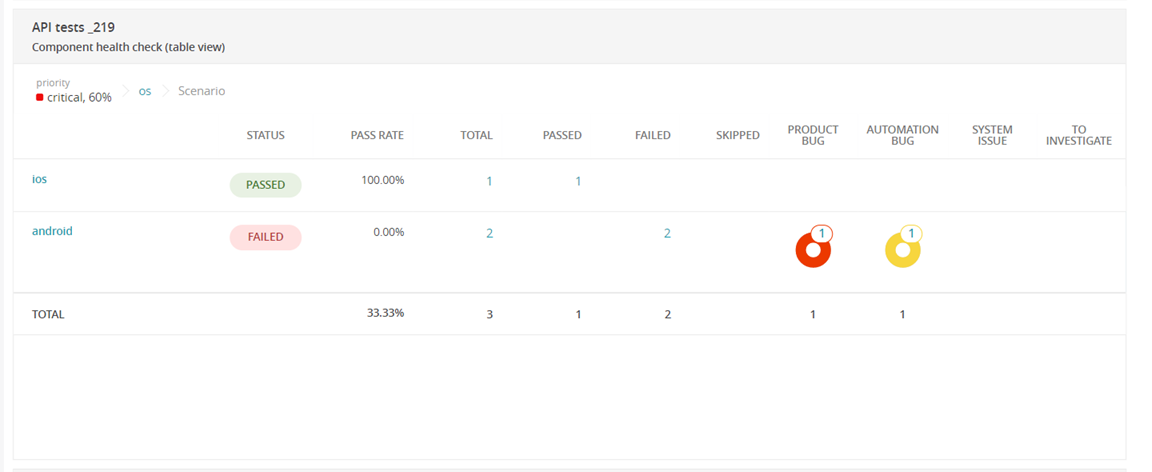 API tests _219
Component health check (table view)
priority
critical, 60% os Scenario
STATUS PASS RATE TOTAL PASSED FAILED SKIPPED PRODUCT BUG AUTOMATION BUG SYSTEM ISSUE TO INVESTIGATE
ios PASSED 100.00% 1 1
android FAILED 0.00% 2 2 1 1
TOTAL 33.33% 3 1 2 1 1